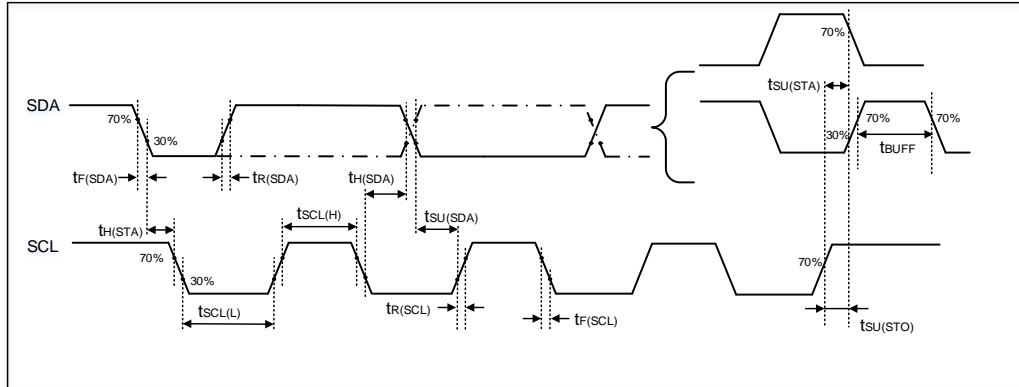 70%
tSU(STA)
SDA
70%
30%
30%
70%
70%
tBUFF
tF(SDA)
tR(SDA)
tH(SDA)
tH(STA)
tSCL(H)
tSU(SDA)
SCL
70%
30%
70%
tSCL(L)
tR(SCL)
tF(SCL)
tSU(STO)